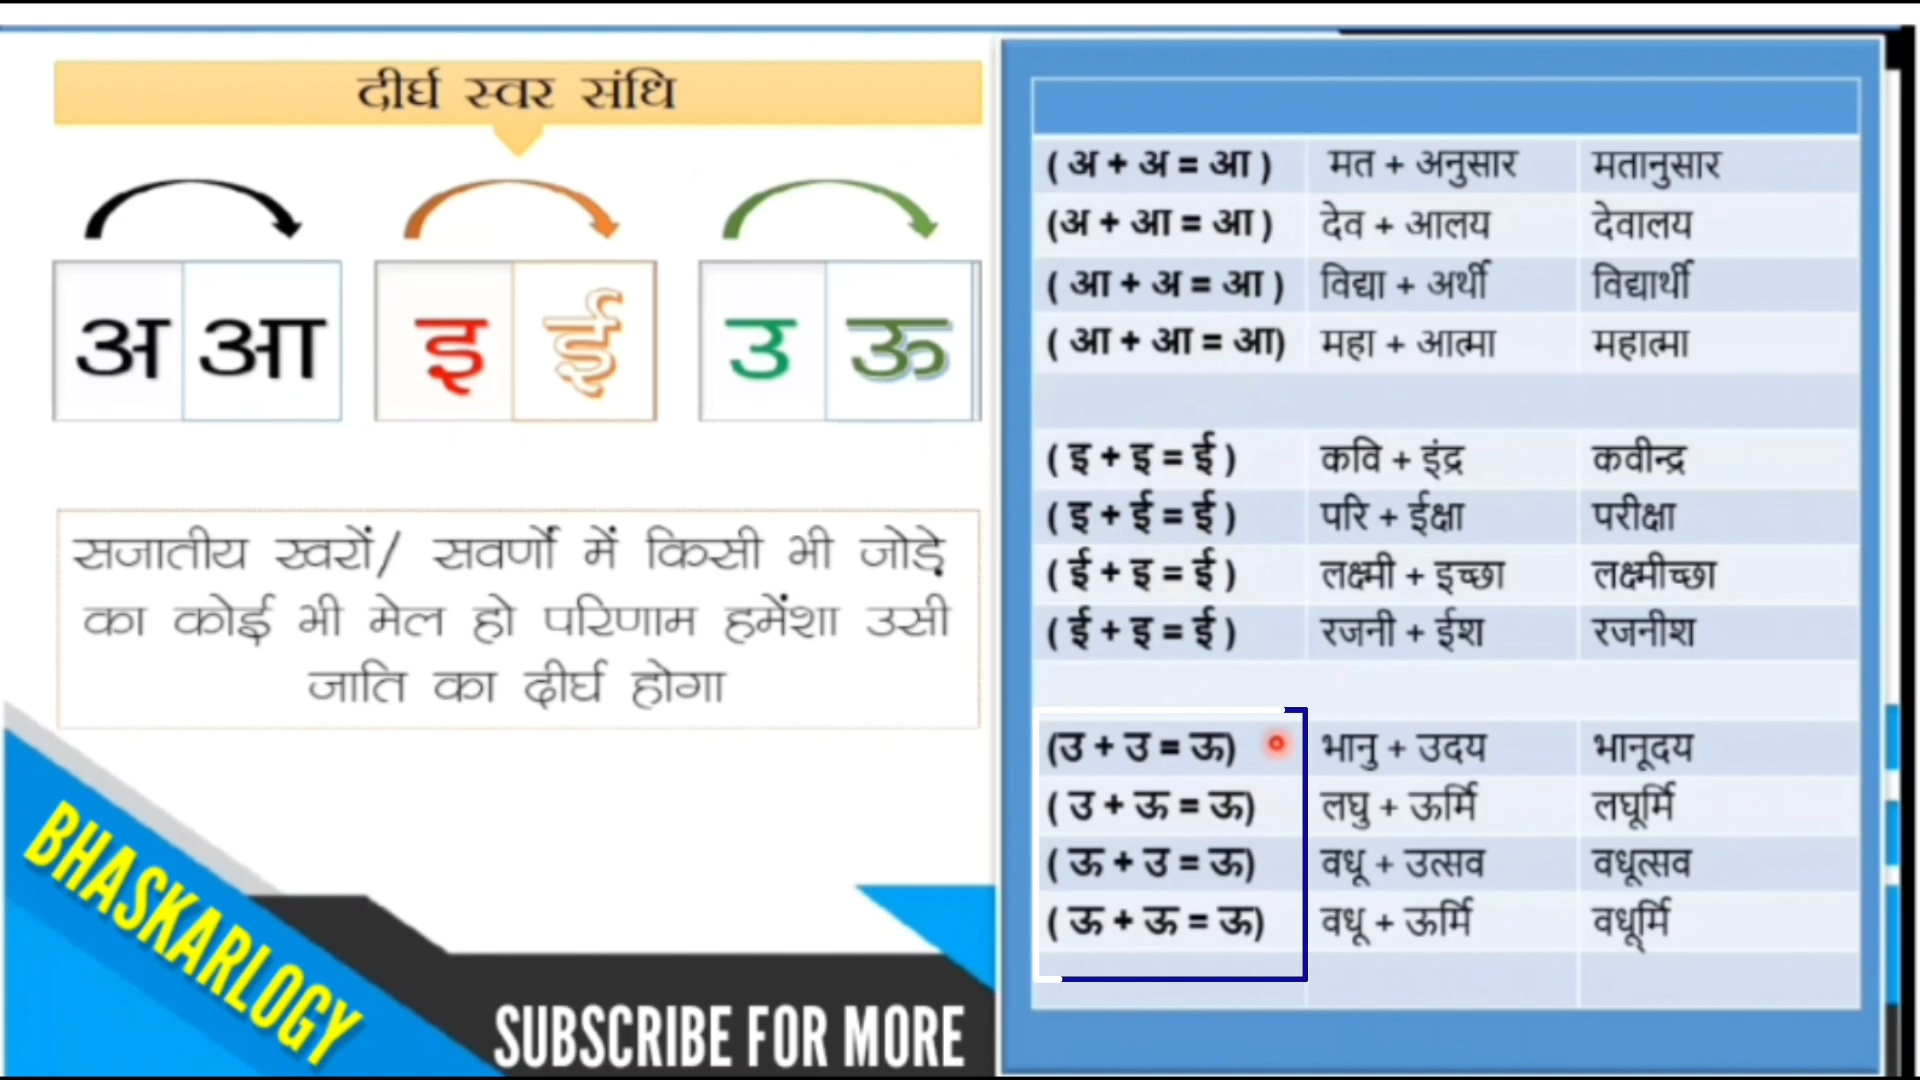 दीर्घ स्वर संधि
अ आ इ ई उ ऊ
सजातीय स्वरों/ सवर्णों में किसी भी जोड़े
का कोई भी मेल हो परिणाम हमेंशा उसी
जाति का दीर्घ होगा
BHASKARLOGY
SUBSCRIBE FOR MORE
( अ + अ = आ ) मत + अनुसार मतानुसार
(अ + आ = आ ) देव + आलय देवालय
( आ + अ = आ ) विद्या + अर्थी विद्यार्थी
( आ + आ = आ) महा + आत्मा महात्मा
( इ + इ = ई ) कवि + इंद्र कवीन्द्र
( इ + ई = ई ) परि + ईक्षा परीक्षा
( ई + इ = ई ) लक्ष्मी + इच्छा लक्ष्मीच्छा
( ई + इ = ई ) रजनी + ईश रजनीश
(उ + उ = ऊ) भानु + उदय भानूदय
( उ + ऊ = ऊ) लघु + ऊर्मि लघूर्मि
( ऊ + उ = ऊ) वधू + उत्सव वधूत्सव
( ऊ + ऊ = ऊ) वधू + ऊर्मि वधूर्मि